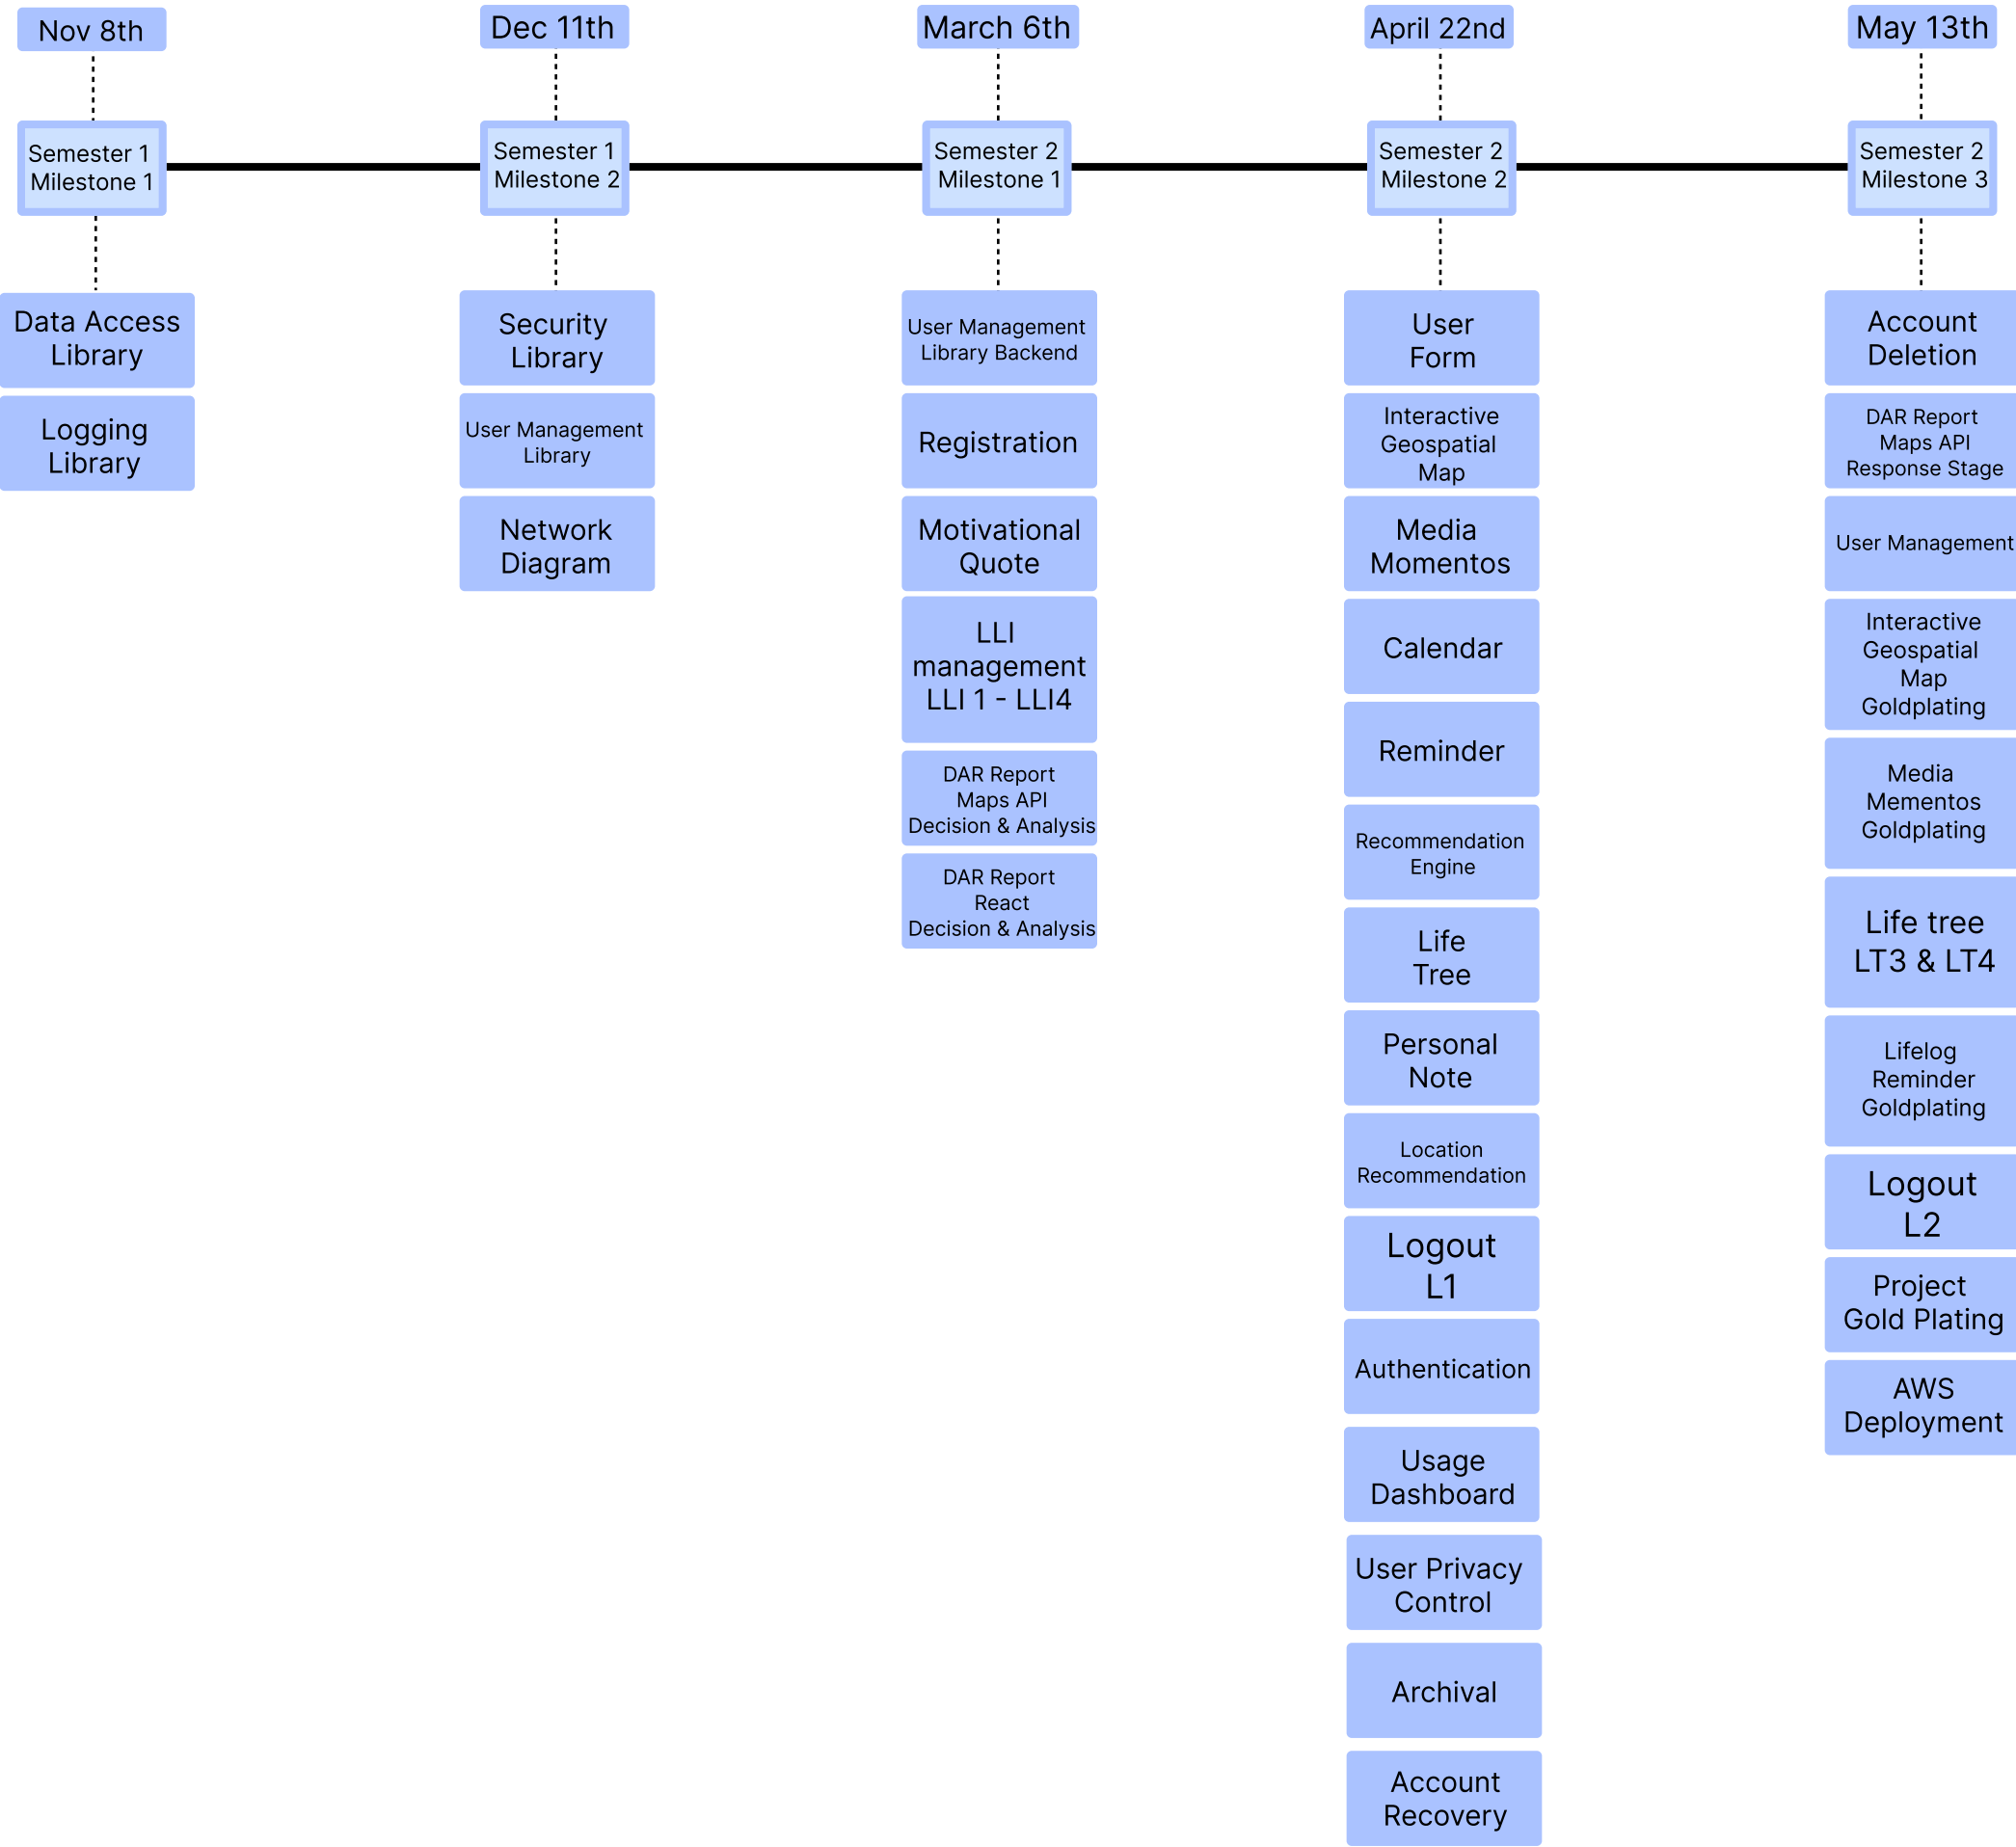 Nov 8th
Dec 11th
March 6th
April 22nd
May 13th
Semester 1
Milestone 1
Semester 1
Milestone 2
Semester 2
Milestone 1
Semester 2
Milestone 2
Semester 2
Milestone 3
Data Access
Library
Logging
Library
Security
Library
User Management
Library
Network
Diagram
User Management
Library Backend
Registration
Motivational
Quote
LLI
management
LLI 1 - LLI4
DAR Report
Maps API
Decision & Analysis
DAR Report
React
Decision & Analysis
User
Form
Interactive
Geospatial
Map
Media
Momentos
Calendar
Reminder
Recommendation
Engine
Life
Tree
Personal
Note
Location
Recommendation
Logout
L1
Authentication
Usage
Dashboard
User Privacy
Control
Archival
Account
Recovery
Account
Deletion
DAR Report
Maps API
Response Stage
User Management
Interactive
Geospatial
Map
Goldplating
Media
Mementos
Goldplating
Life tree
LT3 & LT4
Lifelog
Reminder
Goldplating
Logout
L2
Project
Gold Plating
AWS
Deployment